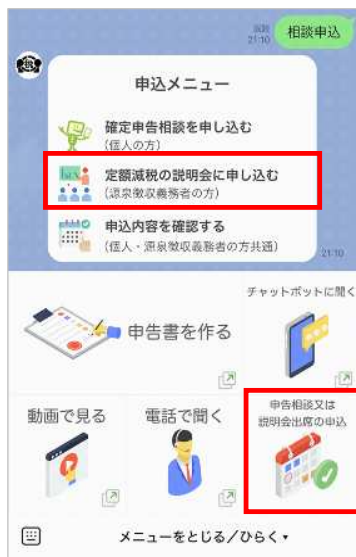 既読
21:10
相談申込
申込メニュー
確定申告相談を申し込む
(個人の方)
定額減税の説明会に申し込む
(源泉徴収義務者の方)
申込内容を確認する
(個人・源泉徴収義務者の方共通)
21:10
申告書を作る
チャットボットに聞く
動画で見る
電話で聞く
申告相談又は
説明会出席の申込
メニューをとじる/ひらく▾